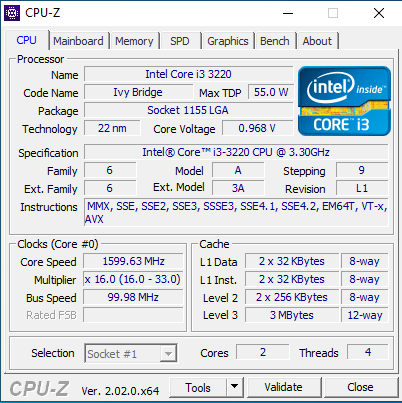 CPU-Z
CPU Mainboard Memory SPD Graphics Bench About
Processor
Name Intel Core i3 3220
Code Name Ivy Bridge Max TDP 55.0 W
Package Socket 1155 LGA
Technology 22 nm Core Voltage 0.968 V
intel inside™
CORE™ i3
Specification Intel® Core™ i3-3220 CPU @ 3.30GHz
Family 6 Model A Stepping 9
Ext. Family 6 Ext. Model 3A Revision L1
Instructions MMX, SSE, SSE2, SSE3, SSSE3, SSE4.1, SSE4.2, EM64T, VT-x,
AVX
Clocks (Core #0)
Core Speed 1599.63 MHz
Multiplier x 16.0 (16.0 - 33.0)
Bus Speed 99.98 MHz
Rated FSB
Cache
L1 Data 2 x 32 KBytes 8-way
L1 Inst. 2 x 32 KBytes 8-way
Level 2 2 x 256 KBytes 8-way
Level 3 3 MBytes 12-way
Selection Socket #1 Cores 2 Threads 4
CPU-Z Ver. 2.02.0.x64 Tools Validate Close